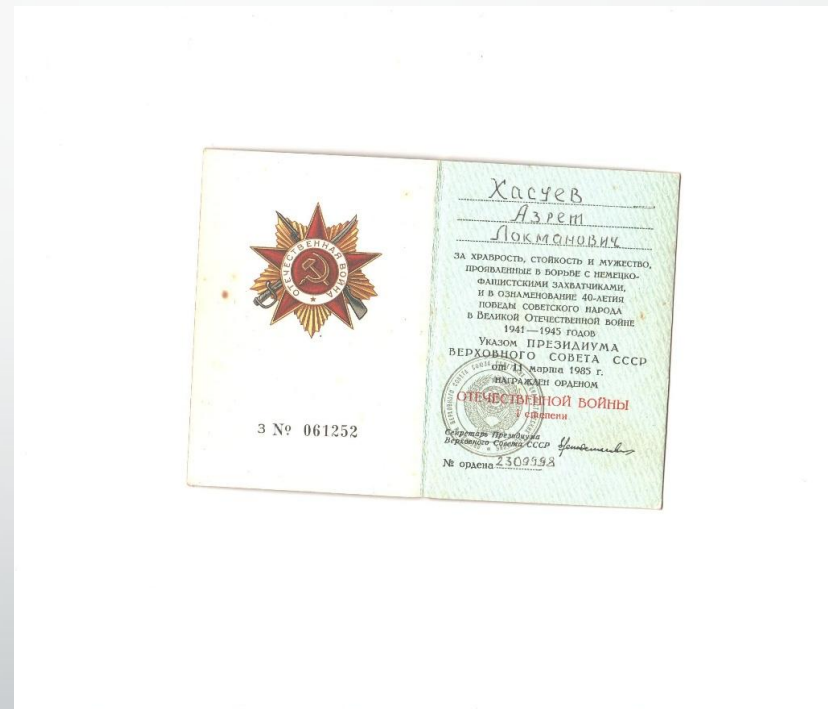 ОТЕЧЕСТВЕННАЯ ВОЙНА
З № 061252
Хасуев
Азрет
Локманович
ЗА ХРАБРОСТЬ, СТОЙКОСТЬ И МУЖЕСТВО,
ПРОЯВЛЕННЫЕ В БОРЬБЕ С НЕМЕЦКО-
ФАШИСТСКИМИ ЗАХВАТЧИКАМИ,
И В ОЗНАМЕНОВАНИЕ 40-ЛЕТИЯ
ПОБЕДЫ СОВЕТСКОГО НАРОДА
В ВЕЛИКОЙ ОТЕЧЕСТВЕННОЙ ВОЙНЕ
1941—1945 ГОДОВ
УКАЗОМ ПРЕЗИДИУМА
ВЕРХОВНОГО СОВЕТА СССР
от 11 марта 1985 г.
НАГРАЖДЕН ОРДЕНОМ
ОТЕЧЕСТВЕННОЙ ВОЙНЫ
I степени
Секретарь Президиума
Верховного Совета СССР
№ ордена 2309998